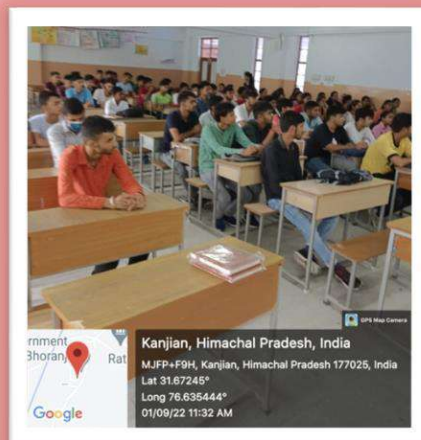 GPS Map Camera
rnment
Bhoranj
Rat
Google
Kanjian, Himachal Pradesh, India
MJFP+F9H, Kanjian, Himachal Pradesh 177025, India
Lat 31.67245°
Long 76.635444°
01/09/22 11:32 AM